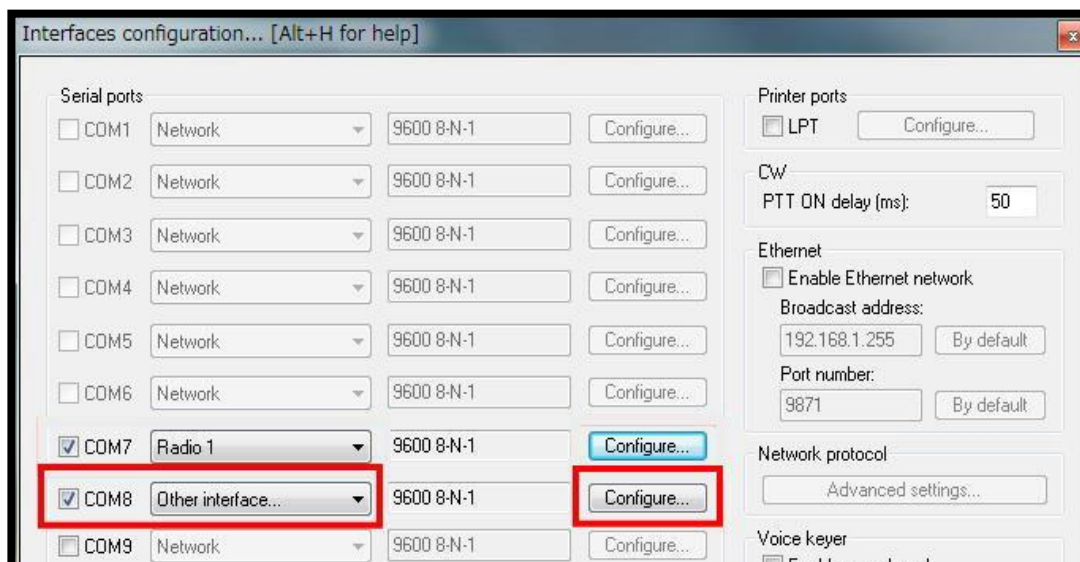 Interfaces configuration... [Alt+H for help]
Serial ports
COM1 Network 9600 8-N-1 Configure...
COM2 Network 9600 8-N-1 Configure...
COM3 Network 9600 8-N-1 Configure...
COM4 Network 9600 8-N-1 Configure...
COM5 Network 9600 8-N-1 Configure...
COM6 Network 9600 8-N-1 Configure...
COM7 Radio 1 9600 8-N-1 Configure...
COM8 Other interface... 9600 8-N-1 Configure...
COM9 Network 9600 8-N-1 Configure...
Printer ports
LPT Configure...
CW
PTT ON delay (ms): 50
Ethernet
Enable Ethernet network
Broadcast address:
192.168.1.255 By default
Port number:
9871 By default
Network protocol
Advanced settings...
Voice keyer